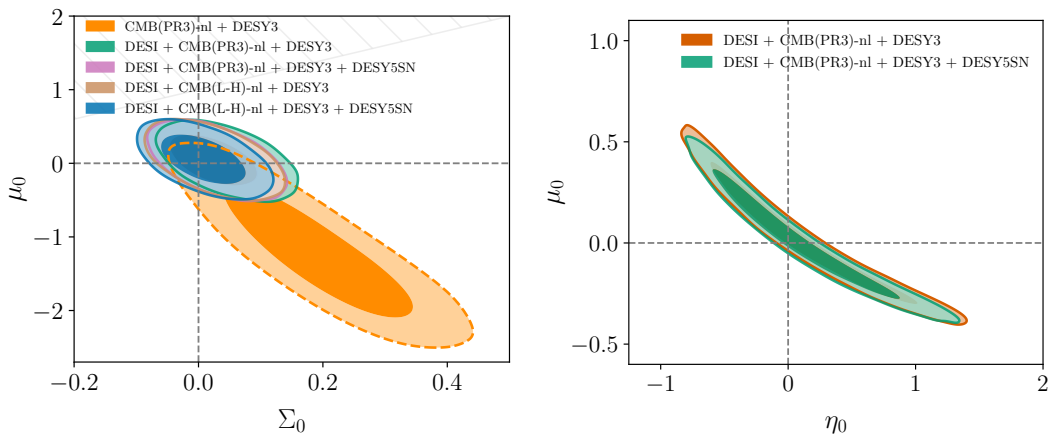 2
1
0
−1
−2
μ0
−0.2
0.0
0.2
0.4
Σ0
CMB(PR3)-nl + DESY3
DESI + CMB(PR3)-nl + DESY3
DESI + CMB(PR3)-nl + DESY3 + DESY5SN
DESI + CMB(L-H)-nl + DESY3
DESI + CMB(L-H)-nl + DESY3 + DESY5SN
1.0
0.5
0.0
−0.5
μ0
−1
0
1
2
η0
DESI + CMB(PR3)-nl + DESY3
DESI + CMB(PR3)-nl + DESY3 + DESY5SN